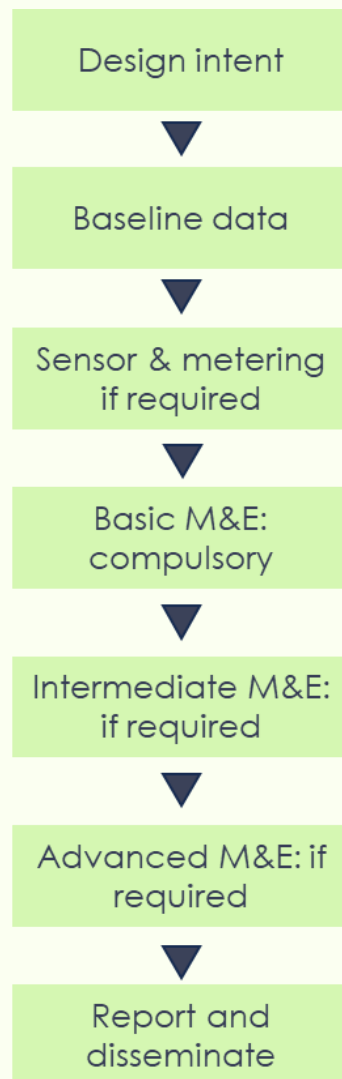 Design intent
Baseline data
Sensor & metering
if required
Basic M&E:
compulsory
Intermediate M&E:
if required
Advanced M&E: if
required
Report and
disseminate